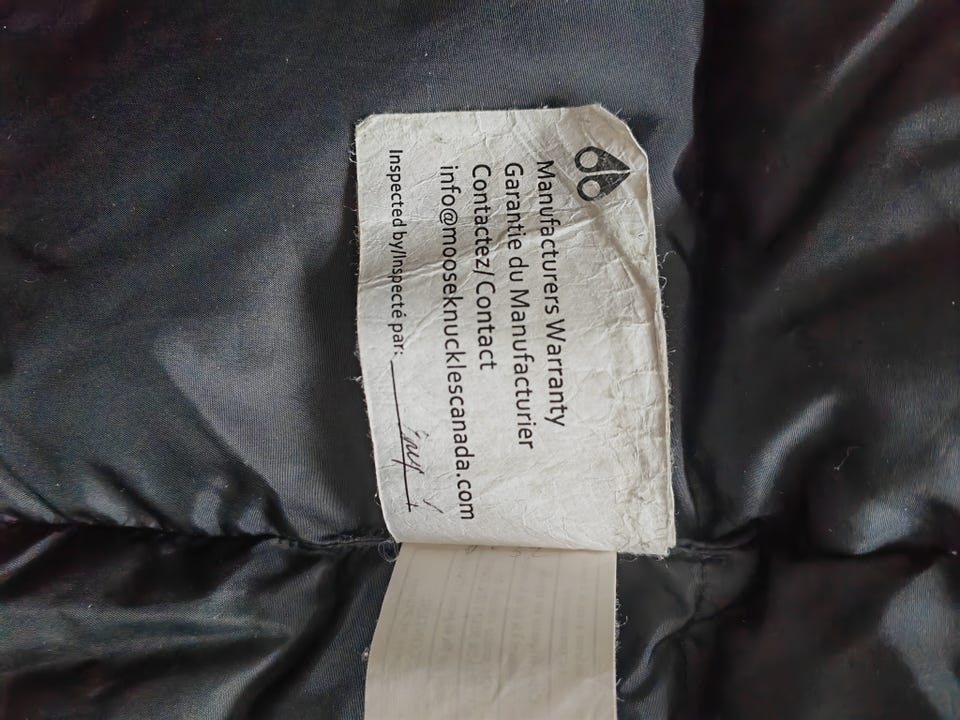 Manufacturers Warranty
Garantie du Manufacturier
Contactez/Contact
info@mooseknucklescanada.com
Inspected by/Inspecté par: